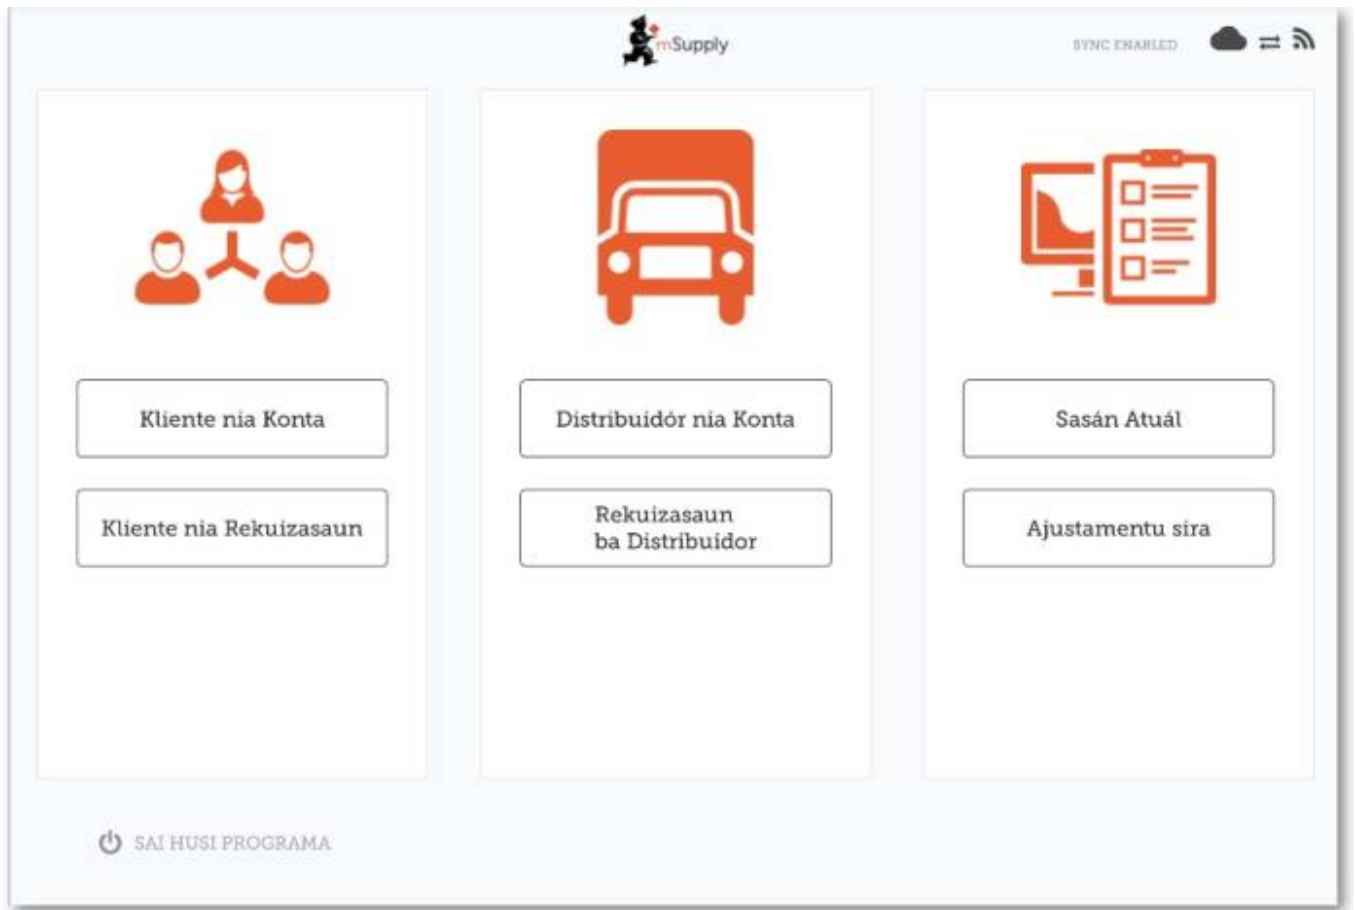 mSupply
SYNC ENABLED
Kliente nia Konta
Kliente nia Rekuizasaun
Distribuidór nia Konta
Rekuizasaun
ba Distribuidor
Sasán Atuál
Ajustamentu sira
SAI HUSI PROGRAMA